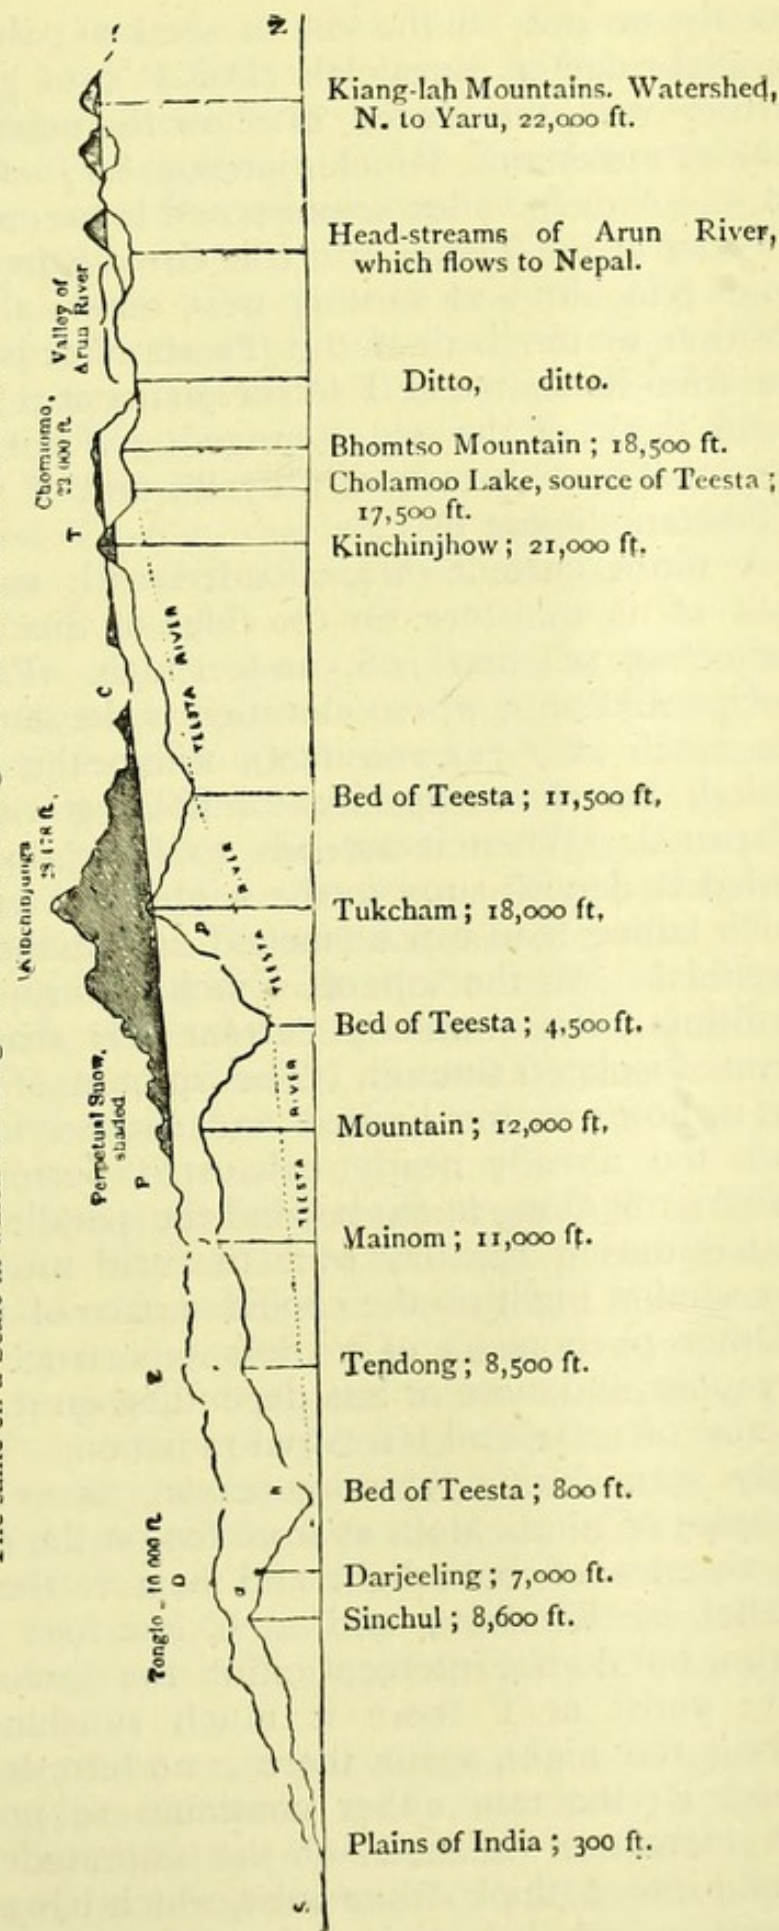 N
Kiang-lah Mountains. Watershed,
N. to Yaru, 22,000 ft.
Head-streams of Arun River,
which flows to Nepal.
Valley of
Arun River
Ditto, ditto.
Chomiomo,
22 000 ft
Bhomtso Mountain ; 18,500 ft.
Cholamoo Lake, source of Teesta ;
17,500 ft.
T
Kinchinjhow ; 21,000 ft.
TEESTA RIVER
C
Bed of Teesta ; 11,500 ft,
Kinchinjunga
28 178 ft.
RIVER
Tukcham ; 18,000 ft,
P
TEESTA
Bed of Teesta ; 4,500 ft.
Perpetual Snow,
shaded.
RIVER
Mountain ; 12,000 ft,
P
TEESTA
Mainom ; 11,000 ft.
Tendong ; 8,500 ft.
Bed of Teesta ; 800 ft.
Tonglo _ 10 000 ft
D
Darjeeling ; 7,000 ft.
d
Sinchul ; 8,600 ft.
Plains of India ; 300 ft.
S.